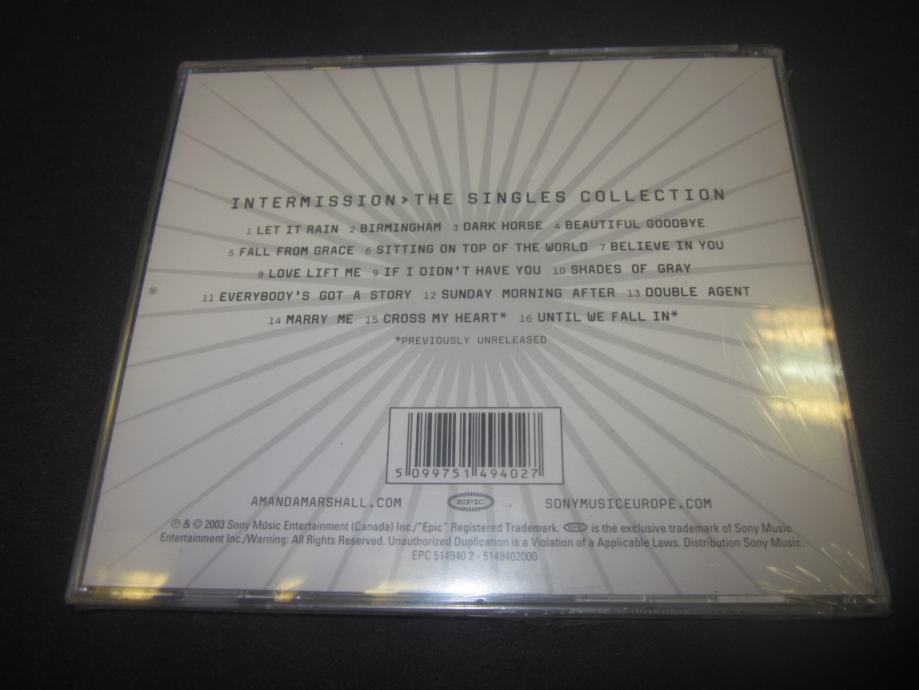 INTERMISSION>THE SINGLES COLLECTION
1 LET IT RAIN 2 BIRMINGHAM 3 DARK HORSE 4 BEAUTIFUL GOODBYE
5 FALL FROM GRACE 6 SITTING ON TOP OF THE WORLD 7 BELIEVE IN YOU
8 LOVE LIFT ME 9 IF I DIDN'T HAVE YOU 10 SHADES OF GRAY
11 EVERYBODY'S GOT A STORY 12 SUNDAY MORNING AFTER 13 DOUBLE AGENT
14 MARRY ME 15 CROSS MY HEART* 16 UNTIL WE FALL IN*
*PREVIOUSLY UNRELEASED
5 099751 494027
AMANDAMARSHALL.COM EPIC SONYMUSICEUROPE.COM
℗ & © 2003 Sony Music Entertainment (Canada) Inc./"Epic" Registered Trademark. EPIC is the exclusive trademark of Sony Music
Entertainment Inc./Warning: All Rights Reserved. Unauthorized Duplication is a Violation of a Applicable Laws. Distribution Sony Music.
EPC 514940 2 - 5149402000